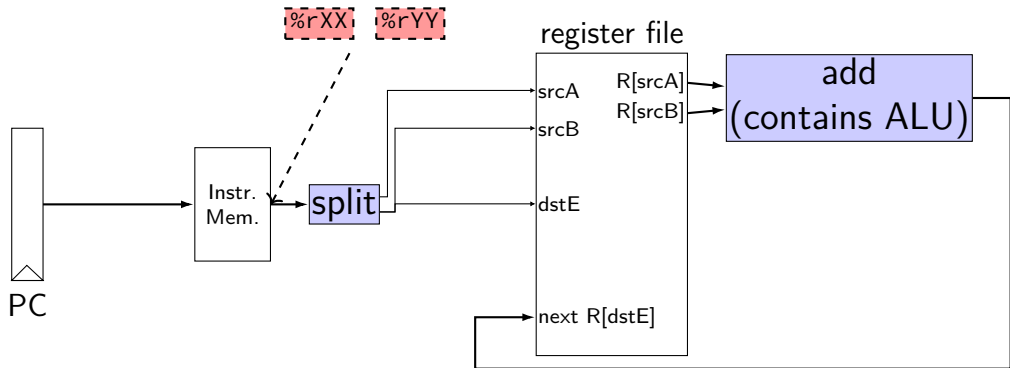 %rXX %rYY
register file
srcA
srcB
dstE
next R[dstE]
R[srcA]
R[srcB]
add
(contains ALU)
Instr.
Mem.
split
PC